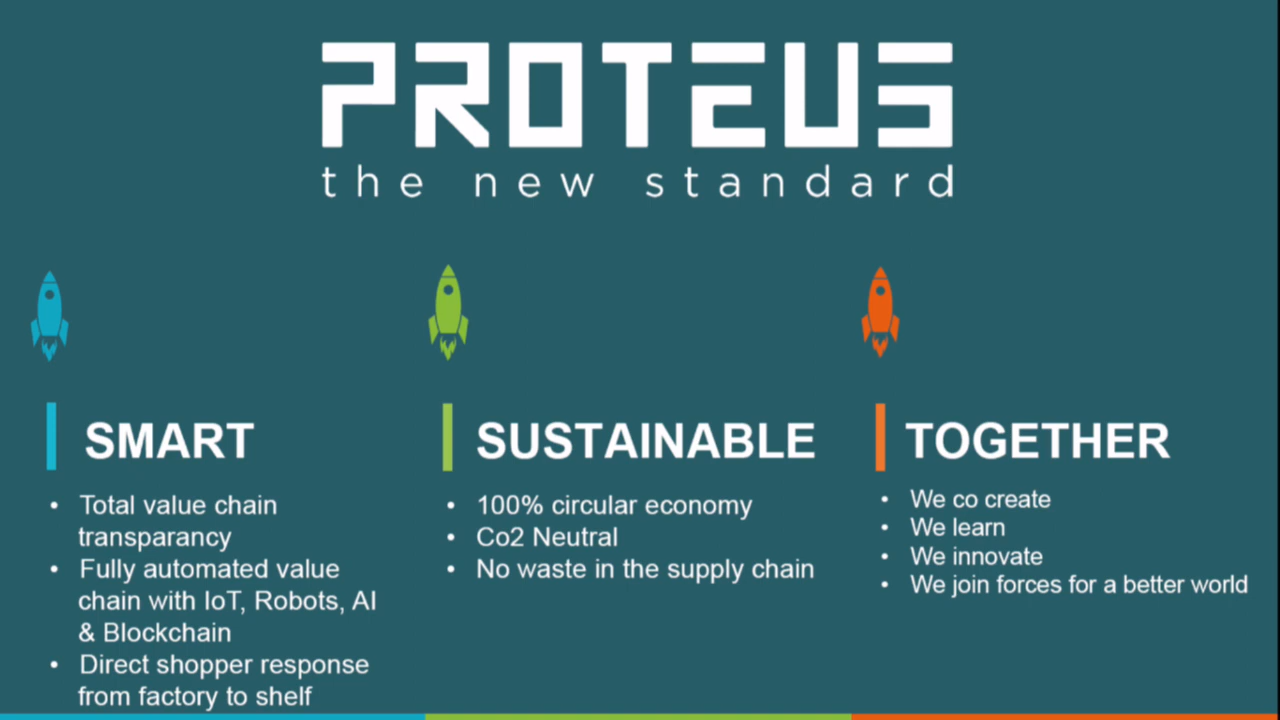 PROTEUS
the new standard
SMART
• Total value chain
transparancy
• Fully automated value
chain with IoT, Robots, AI
& Blockchain
• Direct shopper response
from factory to shelf
SUSTAINABLE
• 100% circular economy
• Co2 Neutral
• No waste in the supply chain
TOGETHER
• We co create
• We learn
• We innovate
• We join forces for a better world